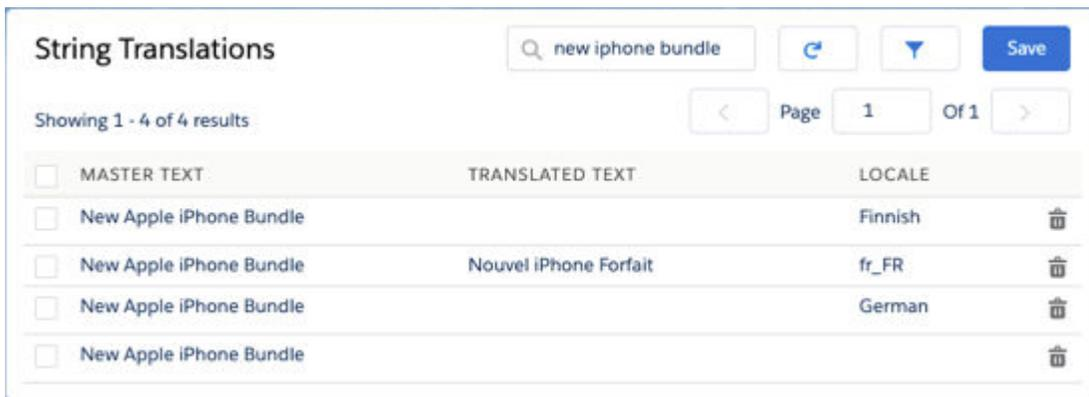 String Translations
new iphone bundle
Save
Showing 1 - 4 of 4 results
Page 1 Of 1
MASTER TEXT TRANSLATED TEXT LOCALE
New Apple iPhone Bundle Finnish
New Apple iPhone Bundle Nouvel iPhone Forfait fr_FR
New Apple iPhone Bundle German
New Apple iPhone Bundle